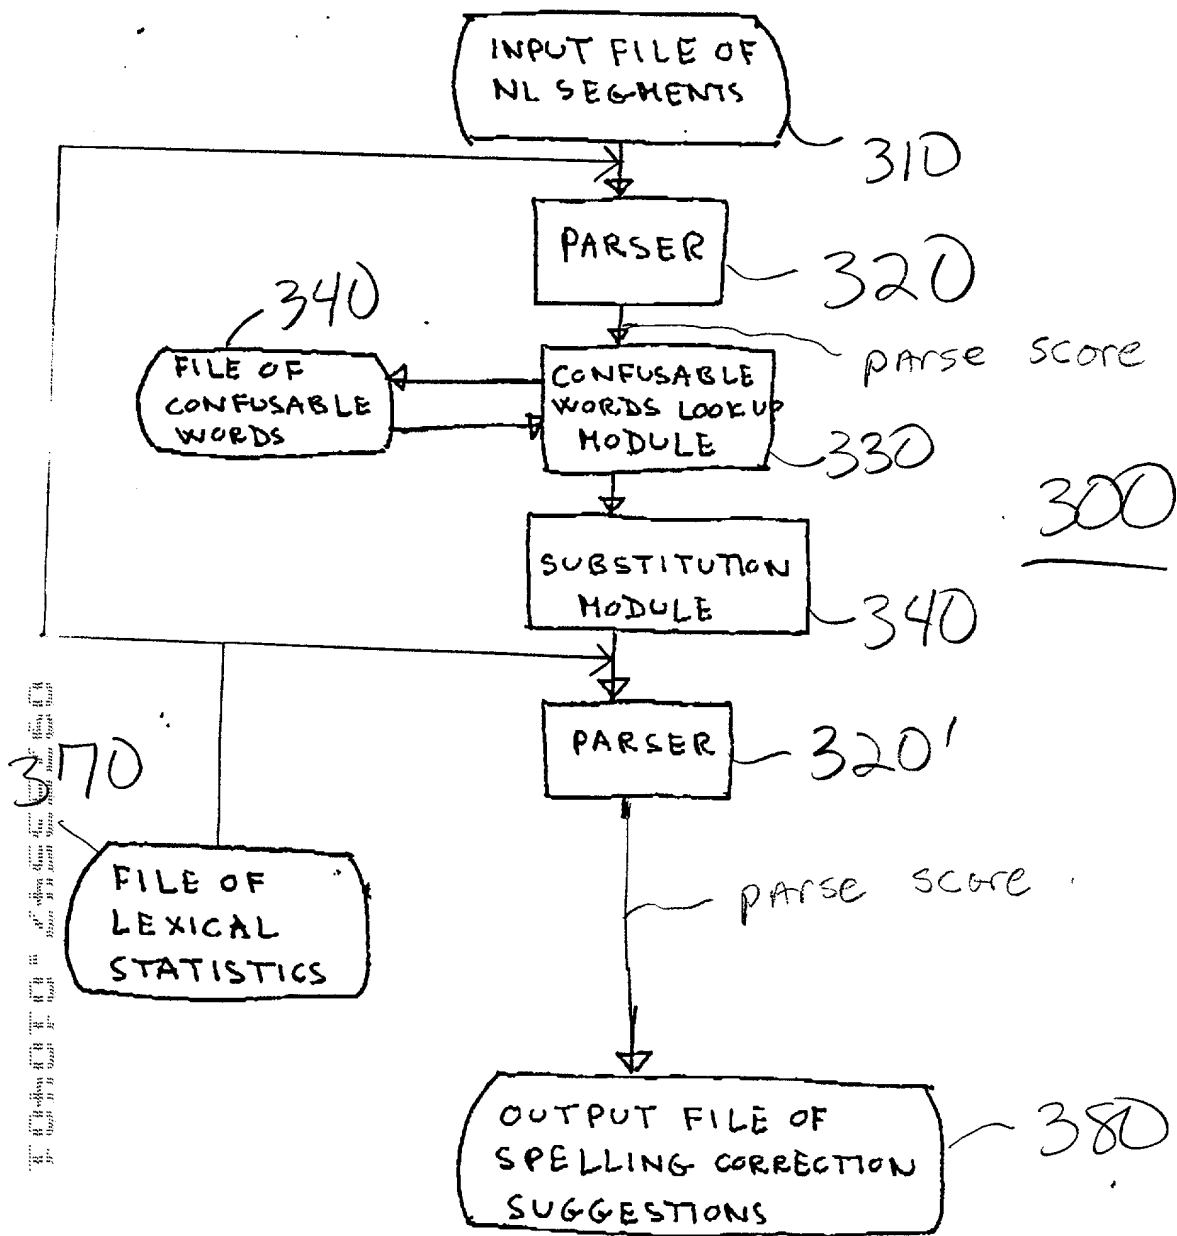 INPUT FILE OF
NL SEGMENTS
310
PARSER
320
parse score
340
FILE OF
CONFUSABLE
WORDS
CONFUSABLE
WORDS LOOKUP
MODULE
330
300
SUBSTITUTION
MODULE
340
PARSER
320'
370
FILE OF
LEXICAL
STATISTICS
parse score
OUTPUT FILE OF
SPELLING CORRECTION
SUGGESTIONS
380